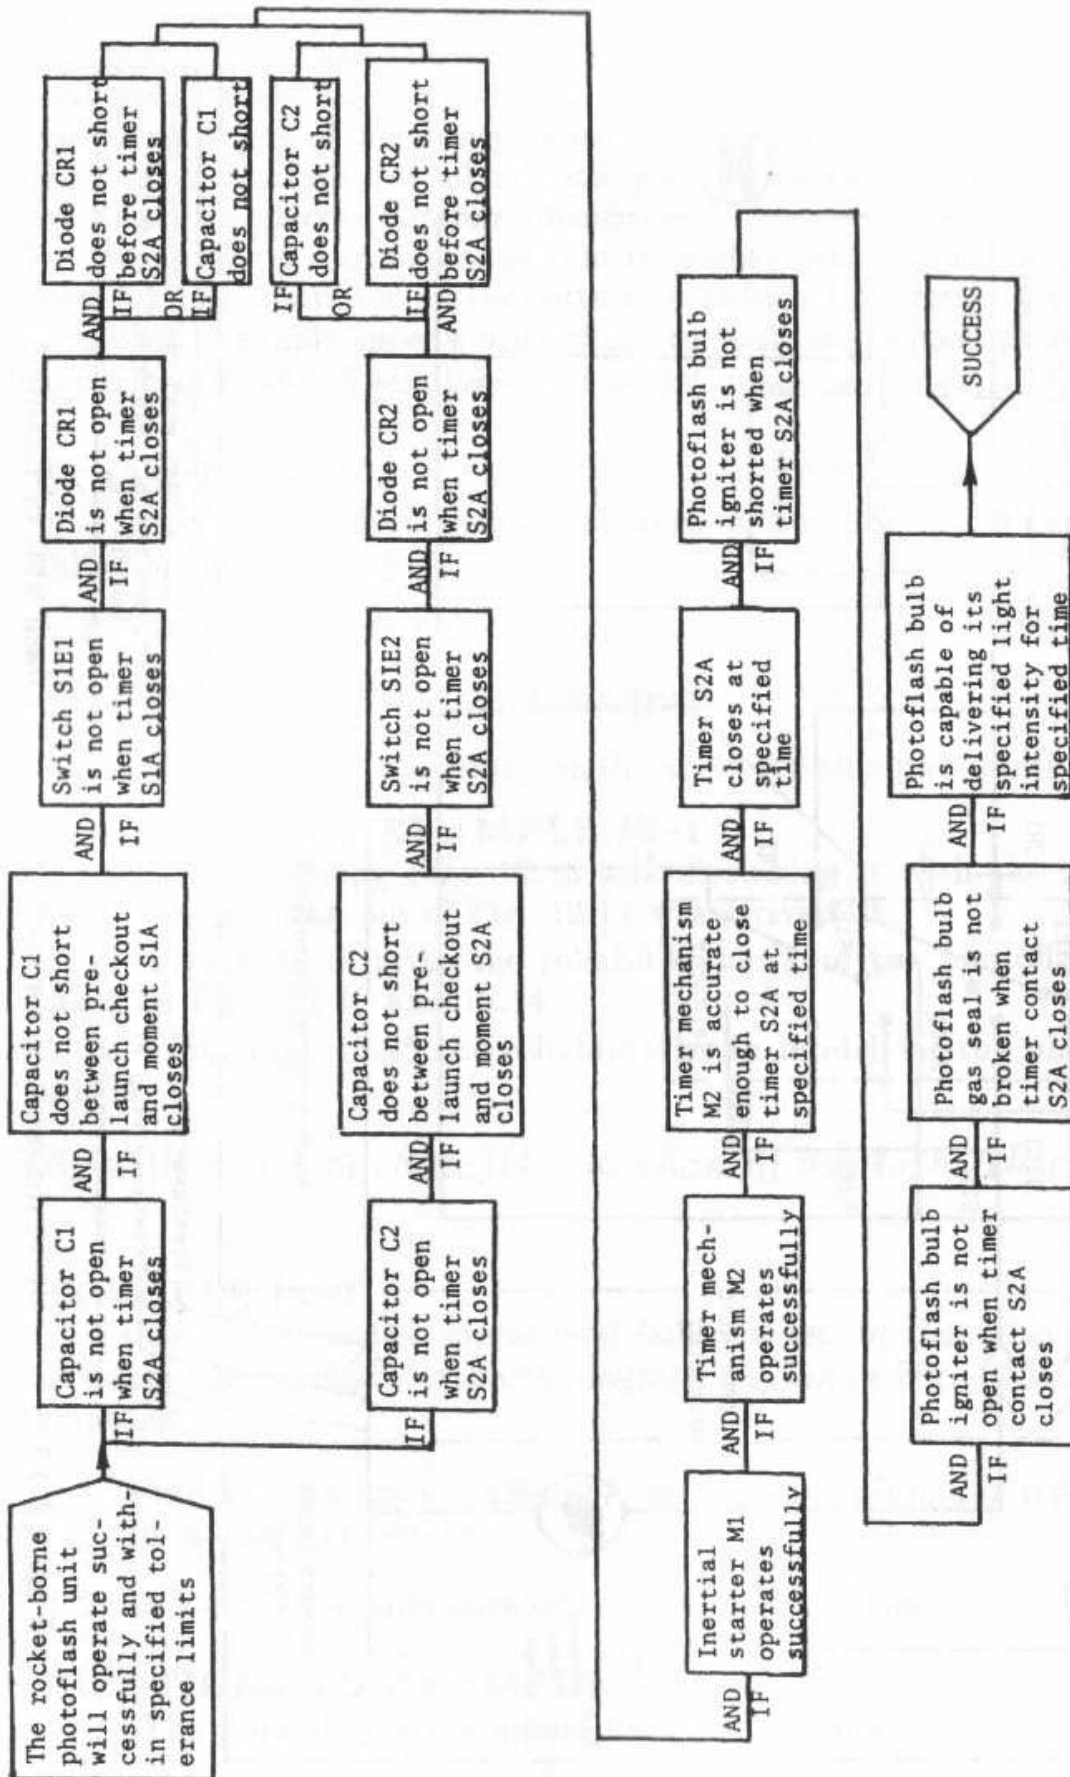 The rocket-borne
photoflash unit
will operate suc-
cessfully and with-
in specified tol-
erance limits
IF
Capacitor C1
is not open
when timer
S2A closes
AND
IF
Capacitor C1
does not short
between pre-
launch checkout
and moment S1A
closes
AND
IF
Switch S1E1
is not open
when timer
S1A closes
AND
IF
Diode CR1
is not open
when timer
S2A closes
AND
IF
Diode CR1
does not short
before timer
S2A closes
OR
IF
Capacitor C1
does not short
IF
Capacitor C2
is not open
when timer
S2A closes
AND
IF
Capacitor C2
does not short
between pre-
launch checkout
and moment S2A
closes
AND
IF
Switch SIE2
is not open
when timer
S2A closes
AND
IF
Diode CR2
is not open
when timer
S2A closes
IF
Capacitor C2
does not short
OR
IF
AND
Diode CR2
does not short
before timer
S2A closes
AND
IF
Inertial
starter M1
operates
successfully
AND
IF
Timer mech-
anism M2
operates
successfully
AND
IF
Timer mechanism
M2 is accurate
enough to close
timer S2A at
specified time
AND
IF
Timer S2A
closes at
specified
time
AND
IF
Photoflash bulb
igniter is not
shorted when
timer S2A closes
AND
IF
Photoflash bulb
igniter is not
open when timer
contact S2A
closes
AND
IF
Photoflash bulb
gas seal is not
broken when
timer contact
S2A closes
AND
IF
Photoflash bulb
is capable of
delivering its
specified light
intensity for
specified time
SUCCESS